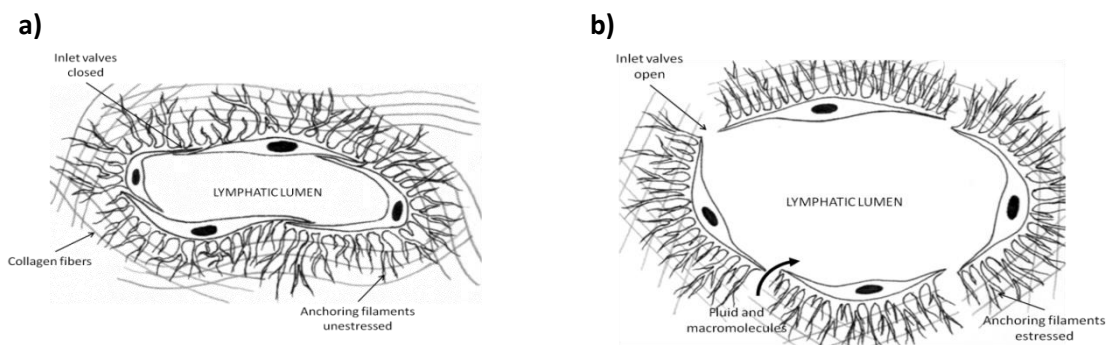 a)
Inlet valves
closed
LYMPHATIC LUMEN
Collagen fibers
Anchoring filaments
unestressed
b)
Inlet valves
open
LYMPHATIC LUMEN
Fluid and
macromolecules
Anchoring filaments
estressed